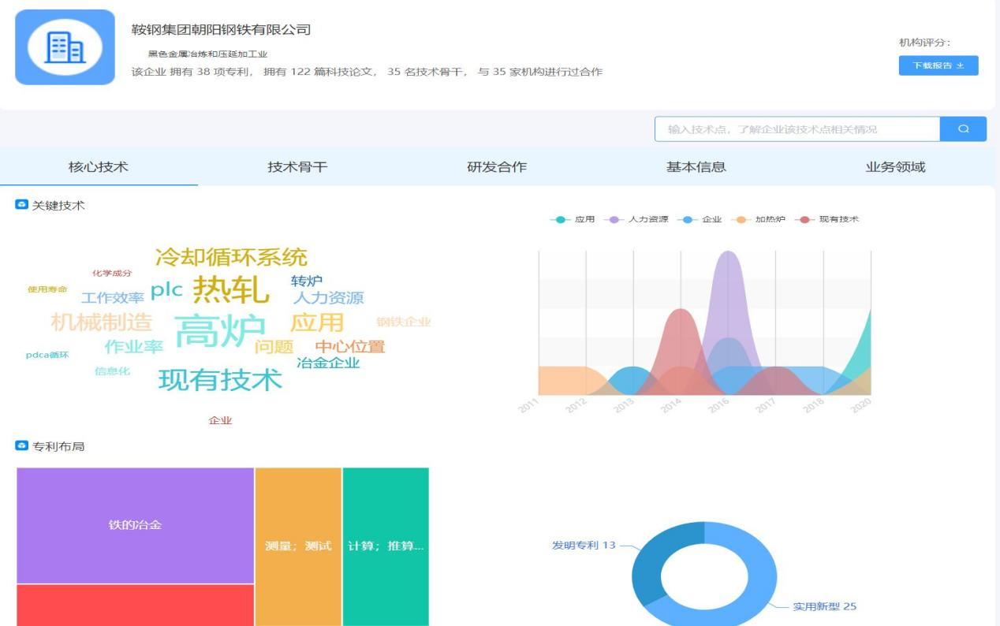 鞍钢集团朝阳钢铁有限公司
黑色金属冶炼和压延加工业
该企业 拥有 38 项专利， 拥有 122 篇科技论文， 35 名技术骨干， 与 35 家机构进行过合作
机构评分：
下载报告
输入技术点，了解企业该技术点相关情况
核心技术 技术骨干 研发合作 基本信息 业务领域
关键技术
应用 人力资源 企业 加热炉 现有技术
冷却循环系统
化学成分
转炉
使用寿命 工作效率 plc 热轧 人力资源
机械制造 高炉 应用 钢铁企业
作业率 问题 中心位置
pdca循环 冶金企业
信息化 现有技术
企业
2011 2012 2013 2014 2016 2017 2018 2020
专利布局
铁的冶金
测量；测试 计算；推算...
发明专利 13
实用新型 25